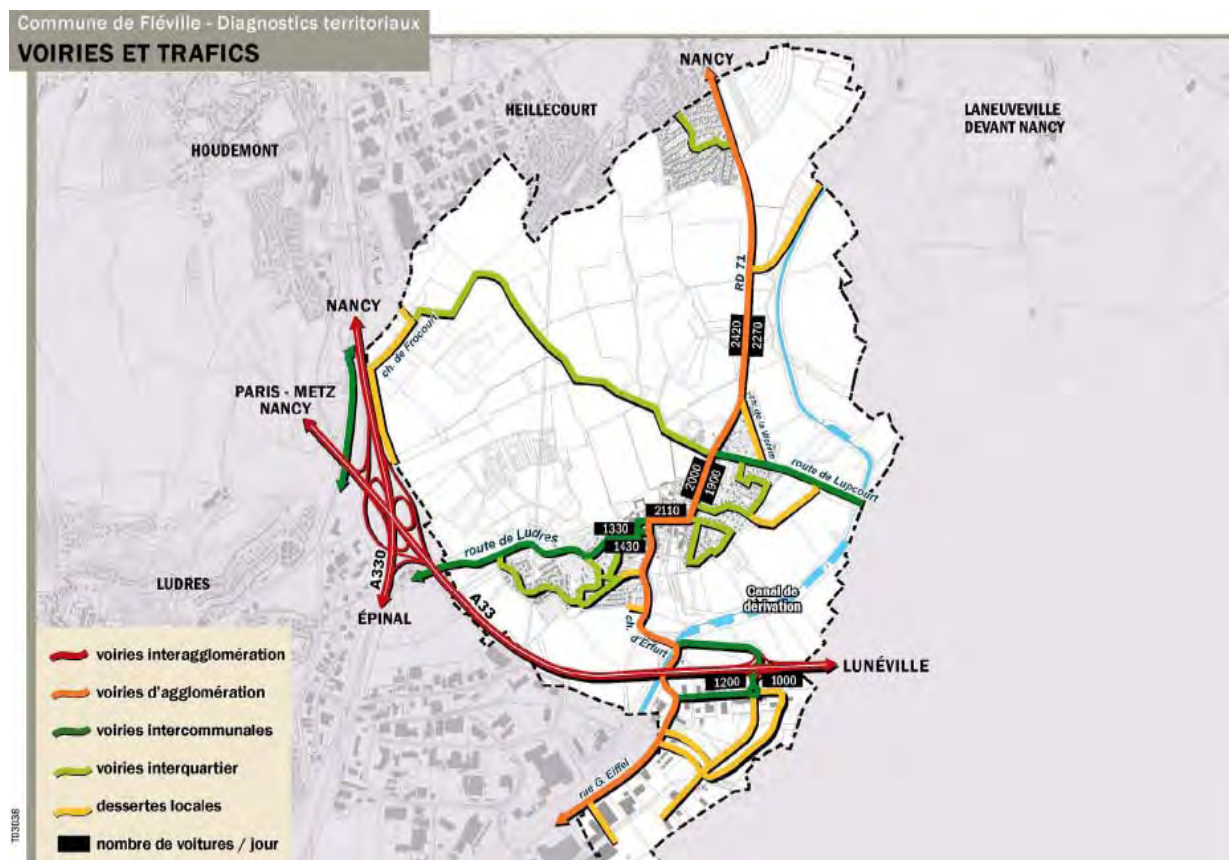 Commune de Fléville - Diagnostics territoriaux
VOIRIES ET TRAFICS
NANCY
HEILLECOURT
LANEUVEVILLE
DEVANT NANCY
HOUDEMONT
RD 71
NANCY
ch. de Frocourt
2420
2270
PARIS - METZ
NANCY
route de Lupcourt
2000
1900
2110
1330
1430
route de Ludres
LUDRES
A330
A33
ÉPINAL
Canal de
dérivation
ch.
d'Erfurt
LUNÉVILLE
1200
1000
rue G. Eiffel
voiries interagglomération
voiries d'agglomération
voiries intercommunales
voiries interquartier
dessertes locales
nombre de voitures / jour
T03036